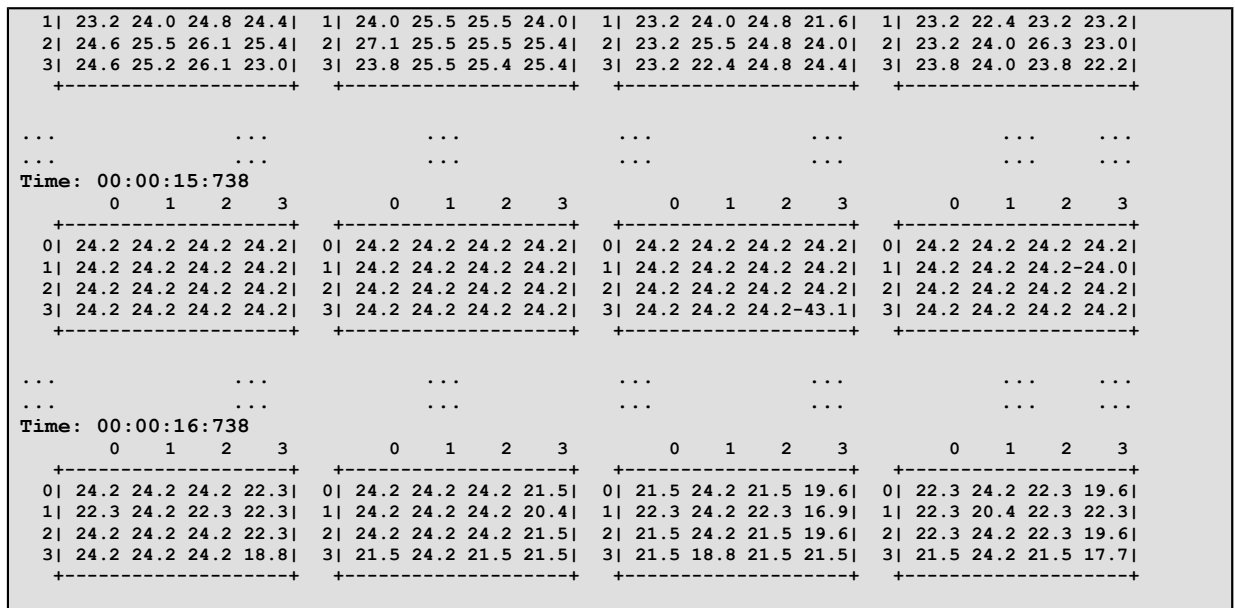 1| 23.2 24.0 24.8 24.4|   1| 24.0 25.5 25.5 24.0|   1| 23.2 24.0 24.8 21.6|   1| 23.2 22.4 23.2 23.2|
2| 24.6 25.5 26.1 25.4|   2| 27.1 25.5 25.5 25.4|   2| 23.2 25.5 24.8 24.0|   2| 23.2 24.0 26.3 23.0|
3| 24.6 25.2 26.1 23.0|   3| 23.8 25.5 25.4 25.4|   3| 23.2 22.4 24.8 24.4|   3| 23.8 24.0 23.8 22.2|
+--------------------+   +--------------------+   +--------------------+   +--------------------+
... ... ... ... ... ... ...
... ... ... ... ... ... ...
Time: 00:00:15:738
0 1 2 3 0 1 2 3 0 1 2 3 0 1 2 3
+--------------------+   +--------------------+   +--------------------+   +--------------------+
0| 24.2 24.2 24.2 24.2|   0| 24.2 24.2 24.2 24.2|   0| 24.2 24.2 24.2 24.2|   0| 24.2 24.2 24.2 24.2|
1| 24.2 24.2 24.2 24.2|   1| 24.2 24.2 24.2 24.2|   1| 24.2 24.2 24.2 24.2|   1| 24.2 24.2 24.2-24.0|
2| 24.2 24.2 24.2 24.2|   2| 24.2 24.2 24.2 24.2|   2| 24.2 24.2 24.2 24.2|   2| 24.2 24.2 24.2 24.2|
3| 24.2 24.2 24.2 24.2|   3| 24.2 24.2 24.2 24.2|   3| 24.2 24.2 24.2-43.1|   3| 24.2 24.2 24.2 24.2|
+--------------------+   +--------------------+   +--------------------+   +--------------------+
... ... ... ... ... ... ...
... ... ... ... ... ... ...
Time: 00:00:16:738
0 1 2 3 0 1 2 3 0 1 2 3 0 1 2 3
+--------------------+   +--------------------+   +--------------------+   +--------------------+
0| 24.2 24.2 24.2 22.3|   0| 24.2 24.2 24.2 21.5|   0| 21.5 24.2 21.5 19.6|   0| 22.3 24.2 22.3 19.6|
1| 22.3 24.2 22.3 22.3|   1| 24.2 24.2 24.2 20.4|   1| 22.3 24.2 22.3 16.9|   1| 22.3 20.4 22.3 22.3|
2| 24.2 24.2 24.2 22.3|   2| 24.2 24.2 24.2 21.5|   2| 21.5 24.2 21.5 19.6|   2| 22.3 24.2 22.3 19.6|
3| 24.2 24.2 24.2 18.8|   3| 21.5 24.2 21.5 21.5|   3| 21.5 18.8 21.5 21.5|   3| 21.5 24.2 21.5 17.7|
+--------------------+   +--------------------+   +--------------------+   +--------------------+